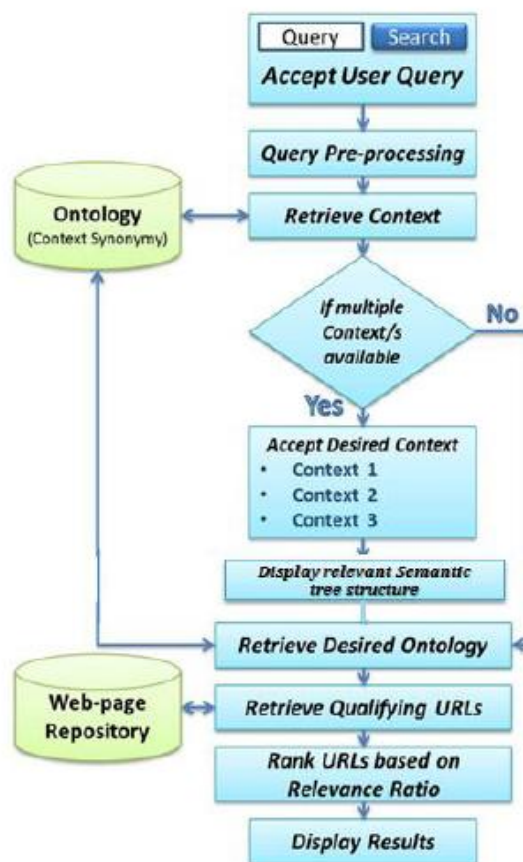 Query
Search
Accept User Query
Query Pre-processing
Ontology
(Context Synonymy)
Retrieve Context
If multiple
Context/s
available
No
Yes
Accept Desired Context
• Context 1
• Context 2
• Context 3
Display relevant Semantic
tree structure
Retrieve Desired Ontology
Web-page
Repository
Retrieve Qualifying URLs
Rank URLs based on
Relevance Ratio
Display Results